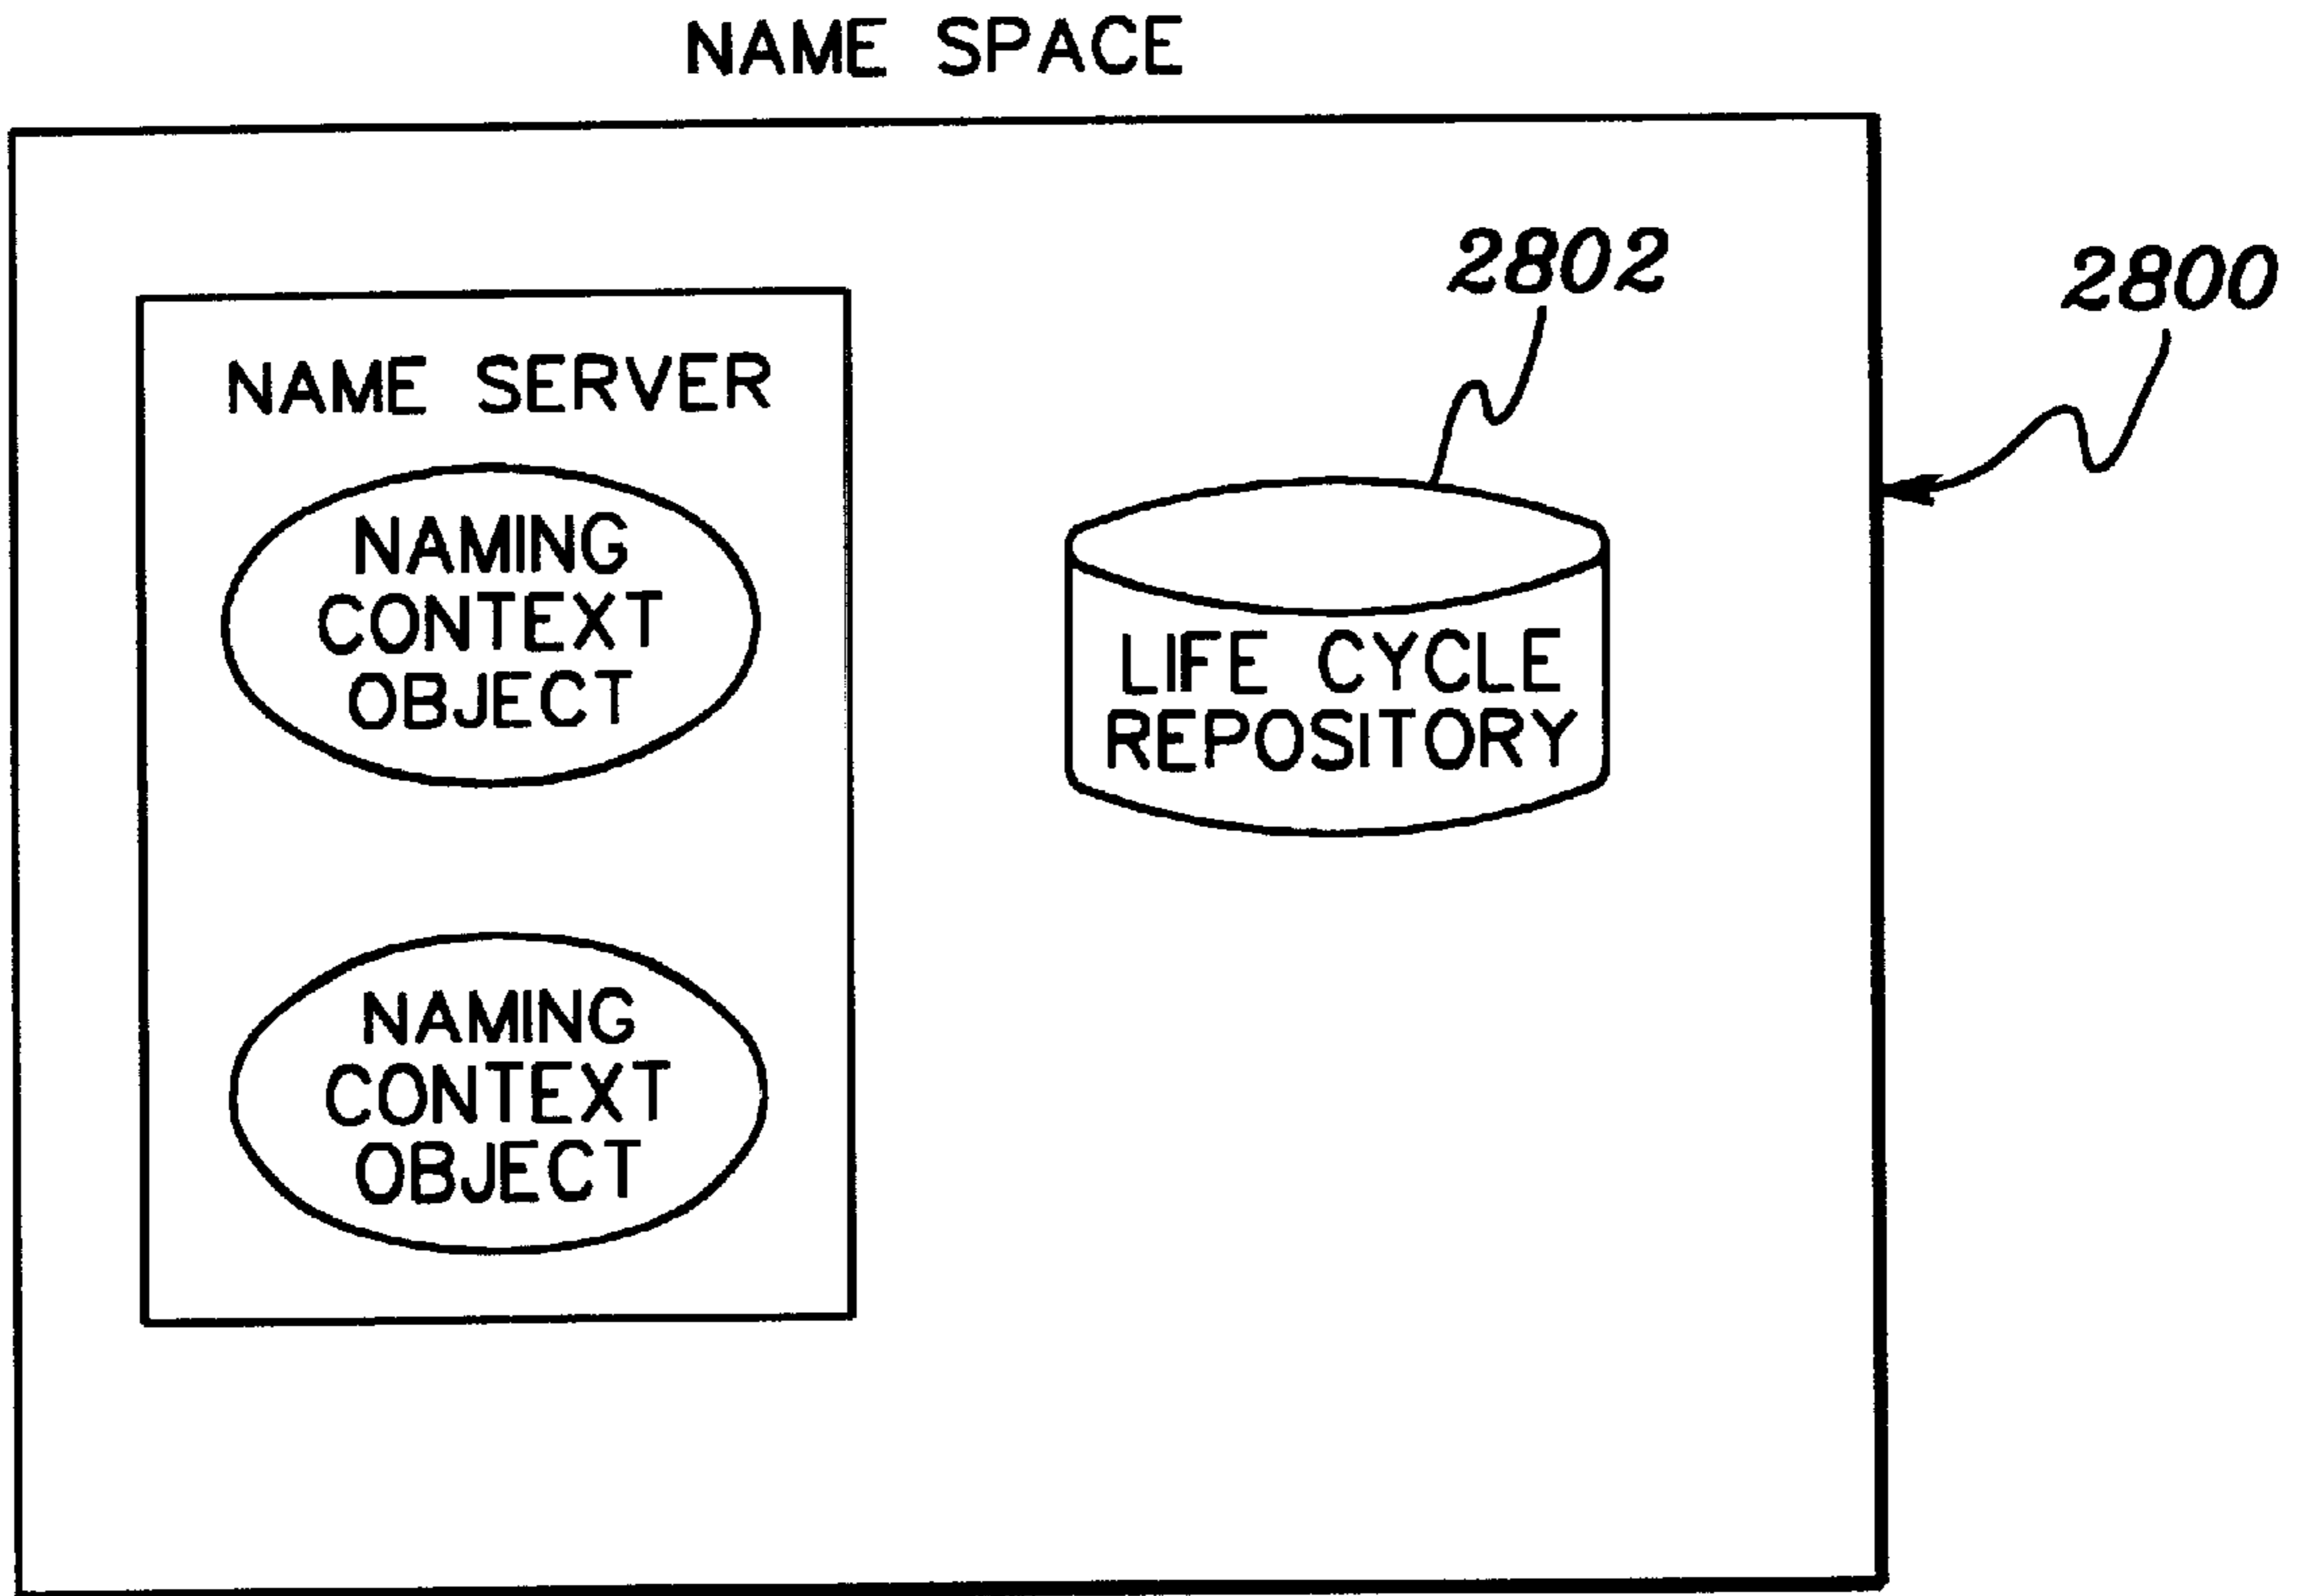 NAME SPACE
2802
2800
NAME SERVER
NAMING
CONTEXT
OBJECT
LIFE CYCLE
REPOSITORY
NAMING
CONTEXT
OBJECT